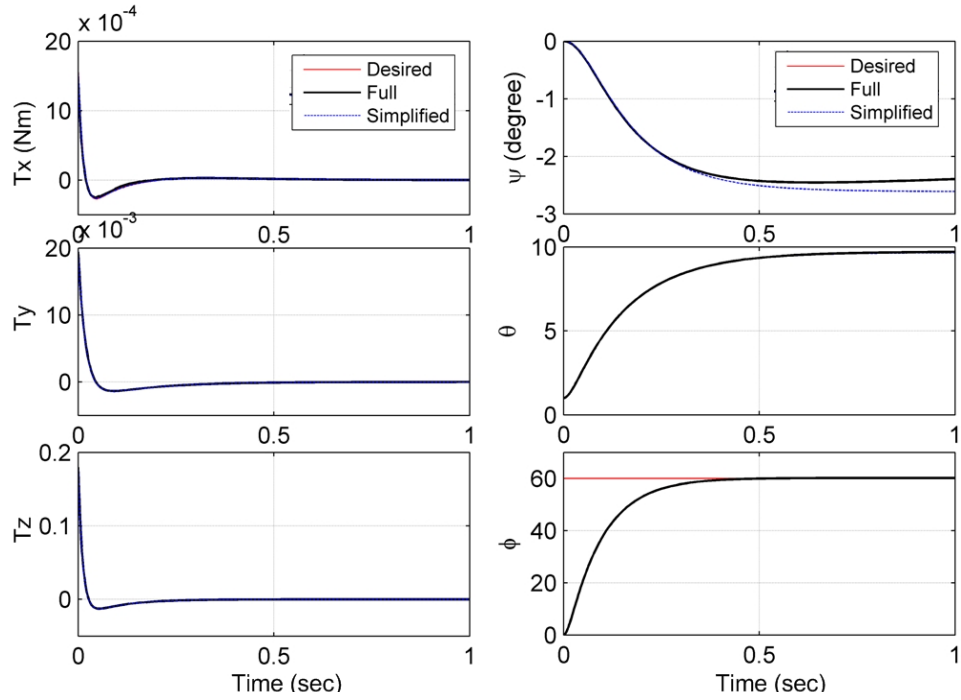 x 10^-4
20
10
0
Tx (Nm)
Desired
Full
Simplified
0
0.5
1
x 10^-3
20
10
0
Ty
0
0.5
1
0.2
0.1
0
Tz
0
0.5
1
Time (sec)
0
-1
-2
-3
ψ (degree)
Desired
Full
Simplified
0
0.5
1
10
5
0
θ
0
0.5
1
60
40
20
0
ϕ
0
0.5
1
Time (sec)